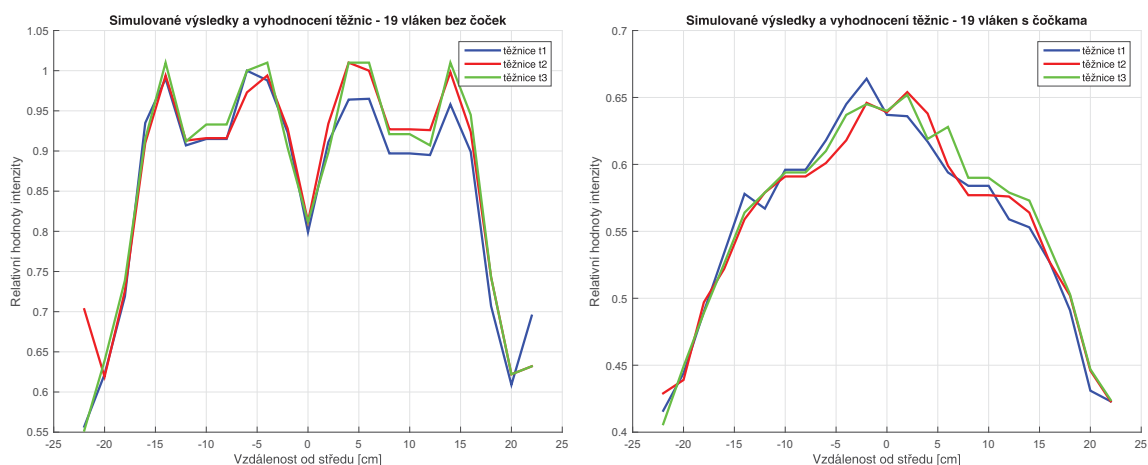 Simulované výsledky a vyhodnocení těžnic - 19 vláken bez čoček
1.05
1
0.95
0.9
0.85
0.8
0.75
0.7
0.65
0.6
0.55
Relativní hodnoty intenzity
těžnice t1
těžnice t2
těžnice t3
-25 -20 -15 -10 -5 0 5 10 15 20 25
Vzdálenost od středu [cm]
Simulované výsledky a vyhodnocení těžnic - 19 vláken s čočkama
0.7
0.65
0.6
0.55
0.5
0.45
0.4
Relativní hodnoty intenzity
těžnice t1
těžnice t2
těžnice t3
-25 -20 -15 -10 -5 0 5 10 15 20 25
Vzdálenost od středu [cm]